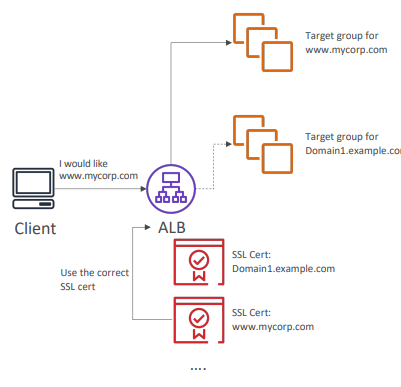 Target group for
www.mycorp.com
Target group for
Domain1.example.co
I would like
www.mycorp.com
Client
ALB
SSL Cert:
Domain1.example.com
Use the correct
SSL cert
SSL Cert:
www.mycorp.com
....